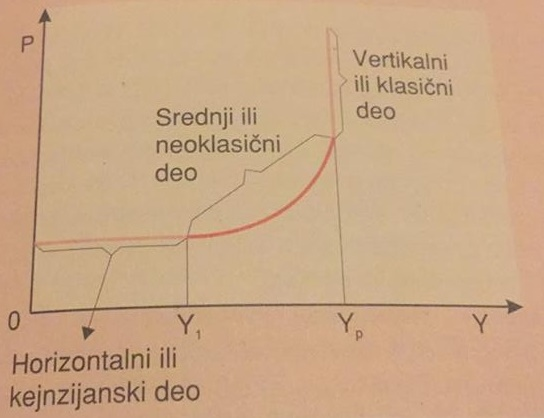 P
Vertikalni
ili klasični
deo
Srednji ili
neoklasični
deo
0
Y₁
Yₚ
Y
Horizontalni ili
kejnzijanski deo